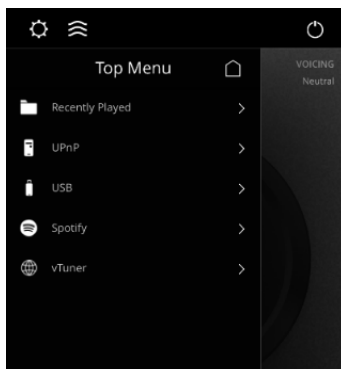 Top Menu
VOICING
Neutral
Recently Played
UPnP
USB
Spotify
vTuner